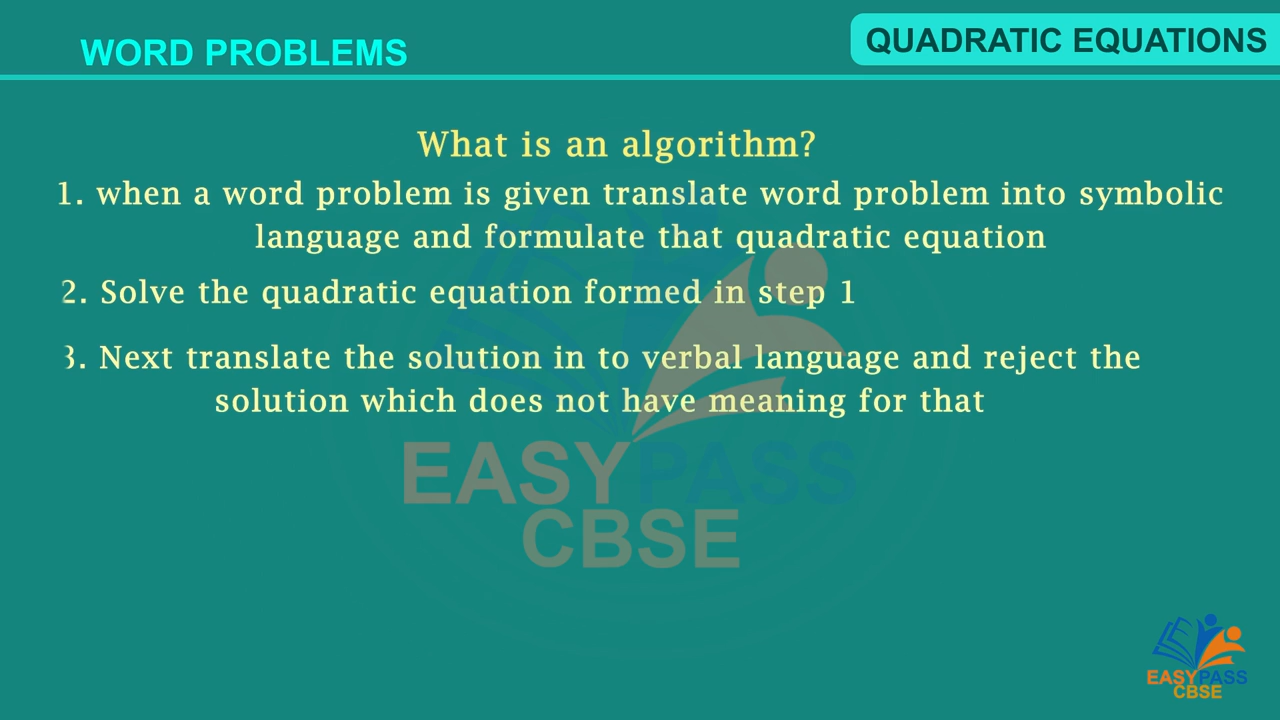 WORD PROBLEMS
QUADRATIC EQUATIONS
What is an algorithm?
1. when a word problem is given translate word problem into symbolic
language and formulate that quadratic equation
2. Solve the quadratic equation formed in step 1
3. Next translate the solution in to verbal language and reject the
solution which does not have meaning for that
EASYPASS
CBSE
EASYPASS
CBSE